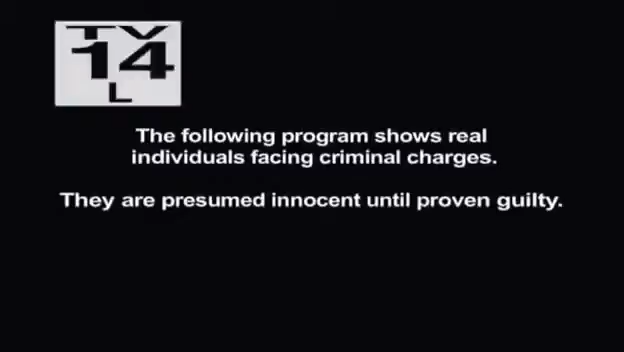 TV
14
L
The following program shows real
individuals facing criminal charges.
They are presumed innocent until proven guilty.